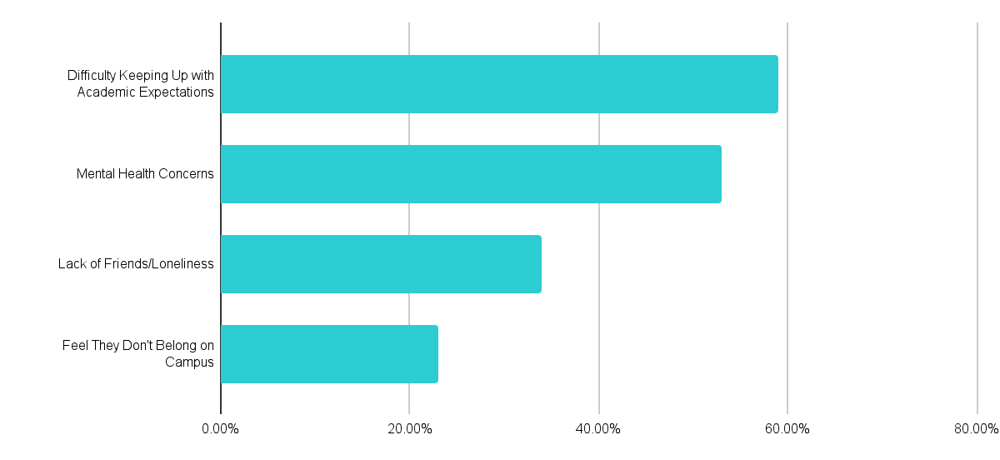 Difficulty Keeping Up with
Academic Expectations
Mental Health Concerns
Lack of Friends/Loneliness
Feel They Don't Belong on
Campus
0.00% 20.00% 40.00% 60.00% 80.00%